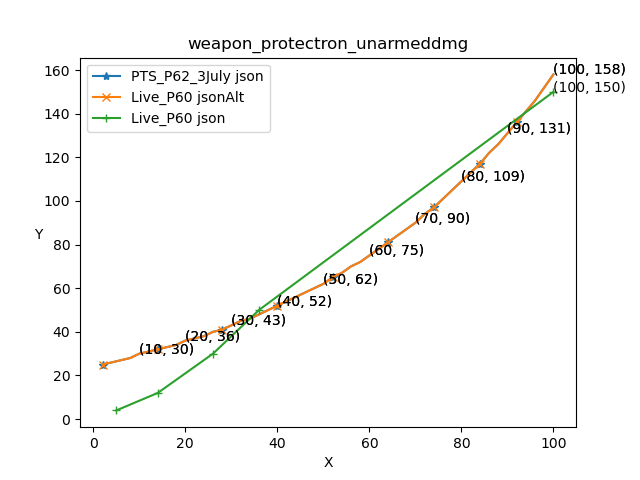 weapon_protectron_unarmeddmg
PTS_P62_3July json
Live_P60 jsonAlt
Live_P60 json
Y
160
140
120
100
80
60
40
20
0
(100, 158)
(100, 150)
(90, 131)
(80, 109)
(70, 90)
(60, 75)
(50, 62)
(40, 52)
(30, 43)
(20, 36)
(10, 30)
0 20 40 60 80 100
X